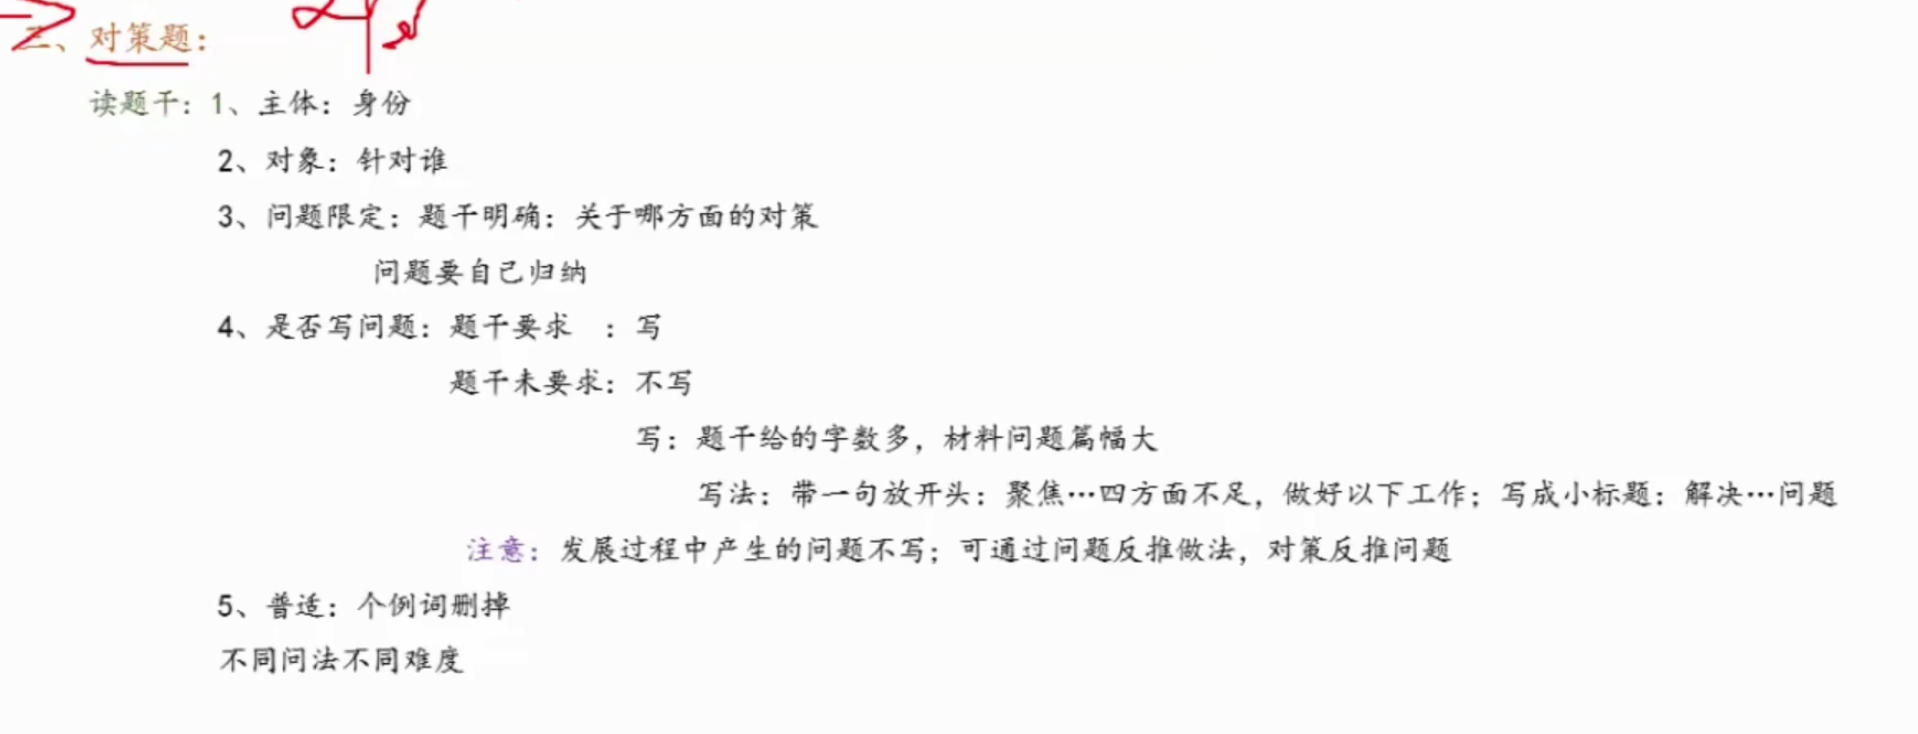 二、对策题：
读题干：1、主体：身份
2、对象：针对谁
3、问题限定：题干明确：关于哪方面的对策
问题要自己归纳
4、是否写问题：题干要求 ：写
题干未要求：不写
写：题干给的字数多，材料问题篇幅大
写法：带一句放开头：聚焦…四方面不足，做好以下工作；写成小标题：解决…问题
注意：发展过程中产生的问题不写；可通过问题反推做法，对策反推问题
5、普适：个例词删掉
不同问法不同难度